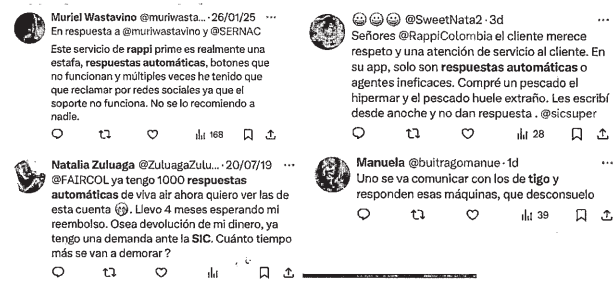 Muriel Wastavino @muriwasta... · 26/01/25 ...
En respuesta a @muriwastavino y @SERNAC
Este servicio de rappi prime es realmente una
estafa, respuestas automáticas, botones que
no funcionan y múltiples veces he tenido que
que reclamar por redes sociales ya que el
soporte no funciona. No se lo recomiendo a
nadie.
168
😀 😀 😀 @SweetNata2 · 3d ...
Señores @RappiColombia el cliente merece
respeto y una atención de servicio al cliente. En
su app, solo son respuestas automáticas o
agentes ineficaces. Compré un pescado el
hipermar y el pescado huele extraño. Les escribí
desde anoche y no dan respuesta . @sicsuper
28
Natalia Zuluaga @ZuluagaZulu... · 20/07/19 ...
@FAIRCOL ya tengo 1000 respuestas
automáticas de viva air ahora quiero ver las de
esta cuenta. Llevo 4 meses esperando mi
reembolso. Osea devolución de mi dinero, ya
tengo una demanda ante la SIC. Cuánto tiempo
más se van a demorar ?
Manuela @buitragomanue · 1d ...
Uno se va comunicar con los de tigo y
responden esas máquinas, que desconsuelo
39